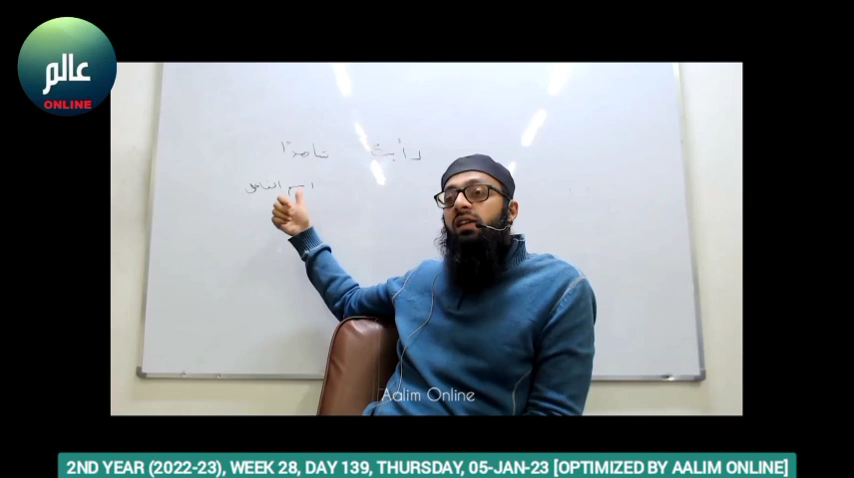 عالم
ONLINE
رأيت ناصرًا
اسم الفاعل
Aalim Online
2ND YEAR (2022-23), WEEK 28, DAY 139, THURSDAY, 05-JAN-23 [OPTIMIZED BY AALIM ONLINE]